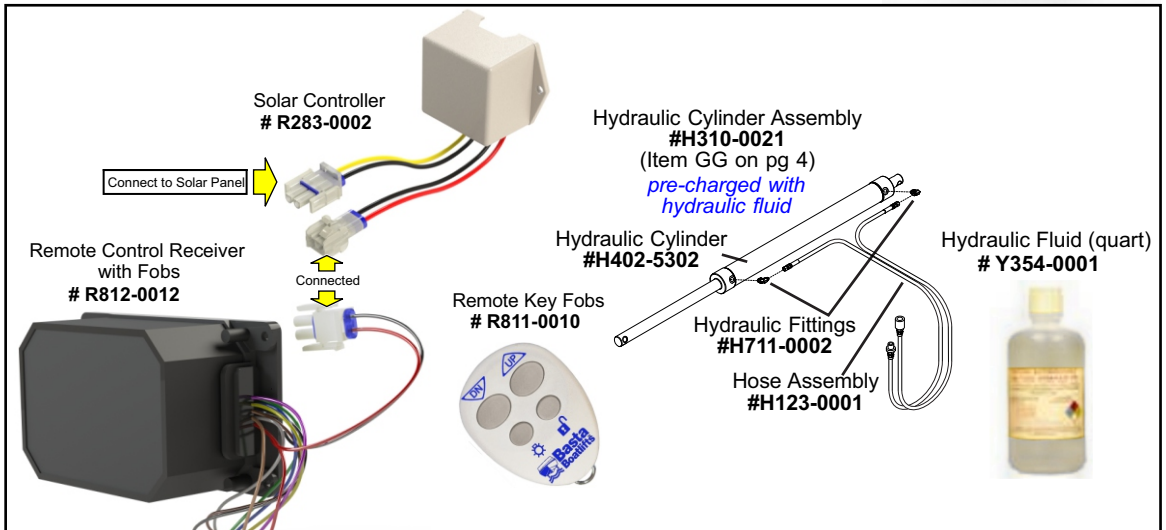 Solar Controller
# R283-0002
Connect to Solar Panel
Remote Control Receiver
with Fobs
# R812-0012
Connected
Remote Key Fobs
# R811-0010
DN
UP
Basta
Boatlifts
Hydraulic Cylinder Assembly
#H310-0021
(Item GG on pg 4)
pre-charged with
hydraulic fluid
Hydraulic Cylinder
#H402-5302
Hydraulic Fittings
#H711-0002
Hose Assembly
#H123-0001
Hydraulic Fluid (quart)
# Y354-0001